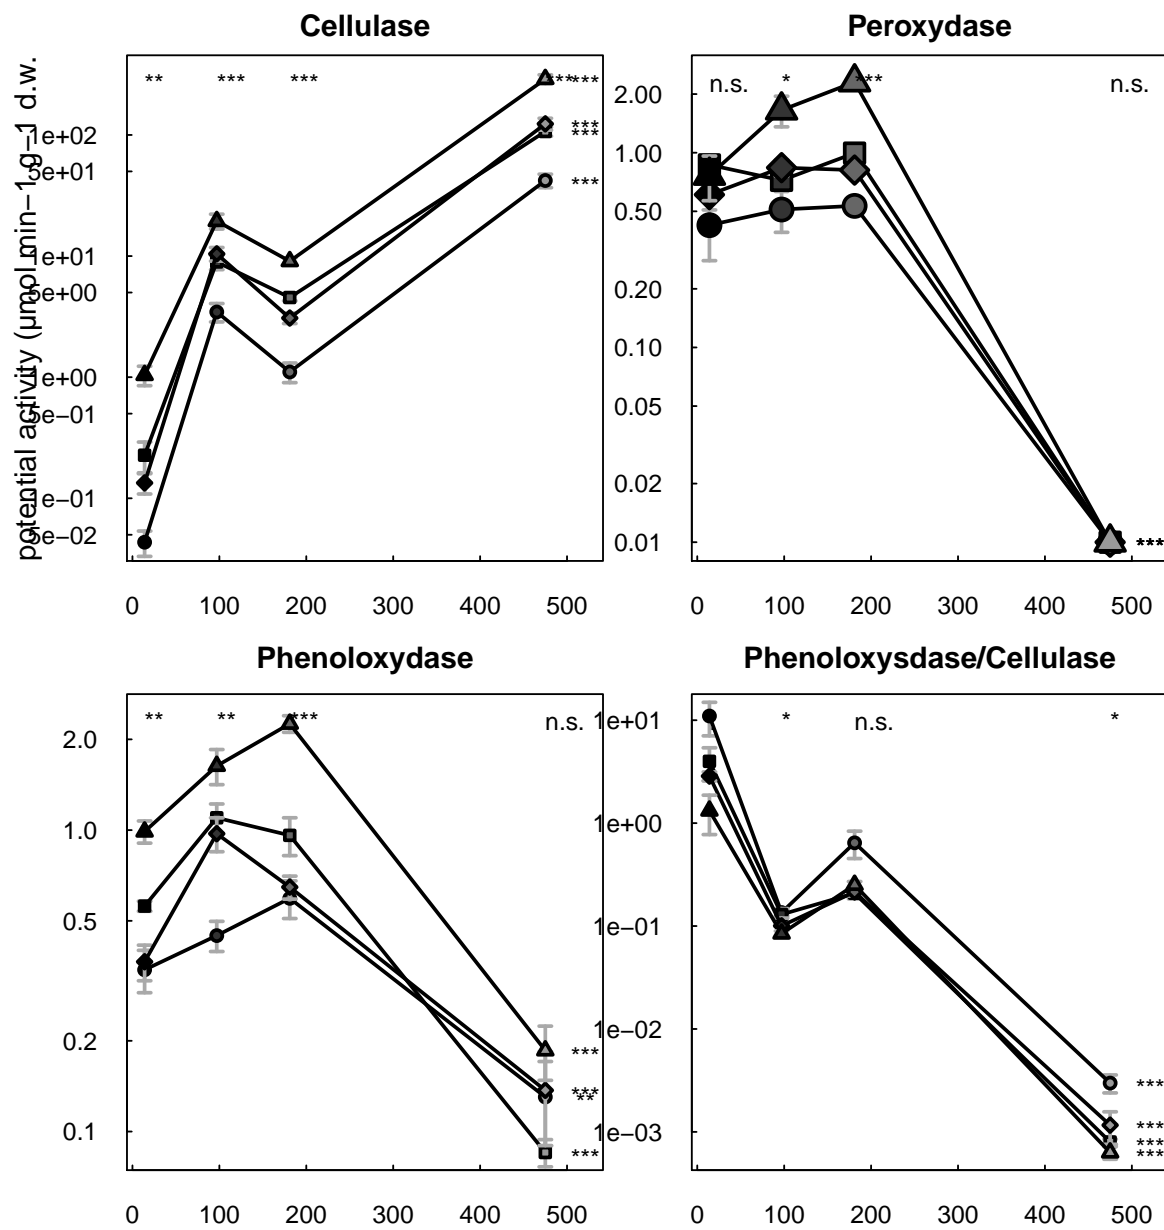 Cellulase
Peroxydase
potential activity (µmol min−1 g−1 d.w.
** *** *** *** ***
1e+02
5e+01
1e+01
5e+00
1e+00
5e−01
1e−01
5e−02
***
***
***
0 100 200 300 400 500
n.s. * *** n.s.
2.00
1.00
0.50
0.20
0.10
0.05
0.02
0.01
***
0 100 200 300 400 500
Phenoloxydase
Phenoloxysdase/Cellulase
** ** *** n.s.
2.0
1.0
0.5
0.2
0.1
***
***
**
***
0 100 200 300 400 500
* n.s. *
1e+01
1e+00
1e−01
1e−02
1e−03
***
***
***
***
0 100 200 300 400 500